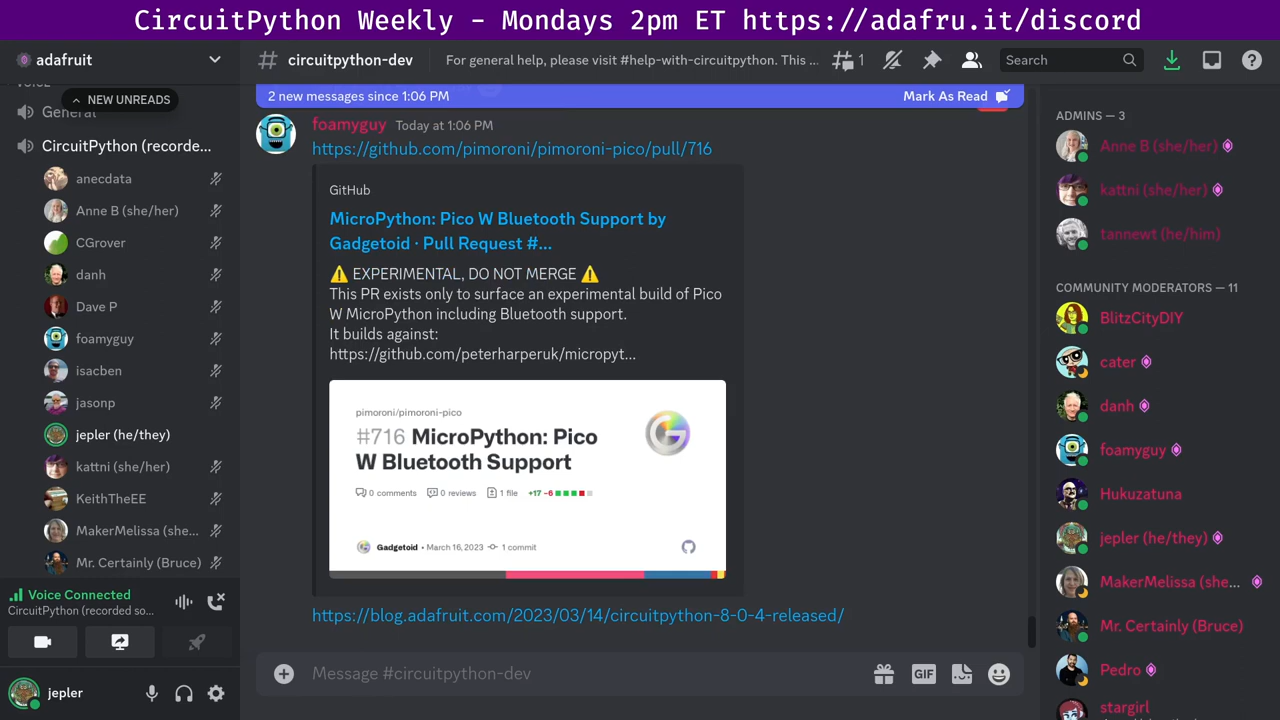 CircuitPython Weekly - Mondays 2pm ET https://adafru.it/discord
adafruit
VOICE
NEW UNREADS
General
CircuitPython (recorde...
anecdata
Anne B (she/her)
CGrover
danh
Dave P
foamyguy
isacben
jasonp
jepler (he/they)
kattni (she/her)
KeithTheEE
MakerMelissa (she...
Mr. Certainly (Bruce)
Voice Connected
CircuitPython (recorded so...
jepler
# circuitpython-dev
For general help, please visit #help-with-circuitpython. This ...
1
Search
2 new messages since 1:06 PM
Mark As Read
foamyguy Today at 1:06 PM
https://github.com/pimoroni/pimoroni-pico/pull/716
GitHub
MicroPython: Pico W Bluetooth Support by
Gadgetoid · Pull Request #...
⚠️ EXPERIMENTAL, DO NOT MERGE ⚠️
This PR exists only to surface an experimental build of Pico
W MicroPython including Bluetooth support.
It builds against:
https://github.com/peterharperuk/micropyt...
pimoroni/pimoroni-pico
#716 MicroPython: Pico
W Bluetooth Support
0 comments 0 reviews 1 file +17 -6
Gadgetoid • March 16, 2023 1 commit
https://blog.adafruit.com/2023/03/14/circuitpython-8-0-4-released/
Message #circuitpython-dev
GIF
ADMINS — 3
Anne B (she/her)
kattni (she/her)
tannewt (he/him)
COMMUNITY MODERATORS — 11
BlitzCityDIY
cater
danh
foamyguy
Hukuzatuna
jepler (he/they)
MakerMelissa (she...
Mr. Certainly (Bruce)
Pedro
stargirl